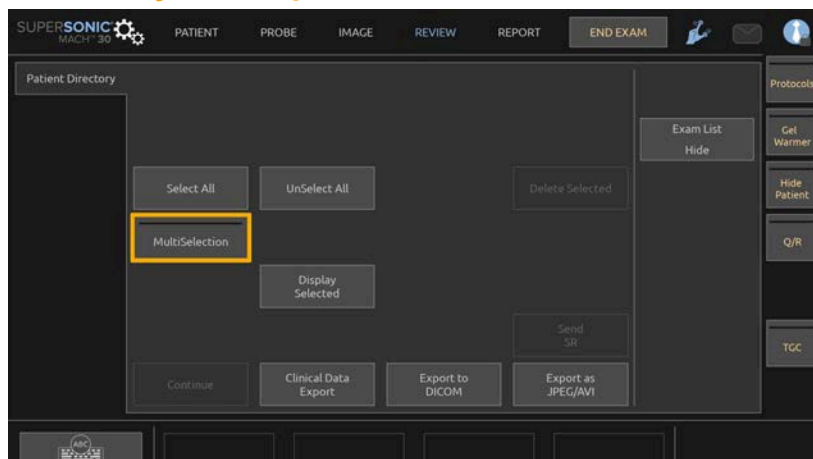 SUPERSONIC
MACH™ 30
PATIENT
PROBE
IMAGE
REVIEW
REPORT
END EXAM
Patient Directory
Protocols
Exam List
Hide
Gel
Warmer
Select All
UnSelect All
Delete Selected
Hide
Patient
MultiSelection
Q/R
Display
Selected
Send
SR
TGC
Continue
Clinical Data
Export
Export to
DICOM
Export as
JPEG/AVI
ABC